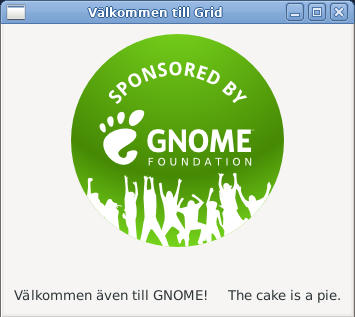 Välkommen till Grid
SPONSORED BY
GNOME
FOUNDATION
Välkommen även till GNOME! The cake is a pie.